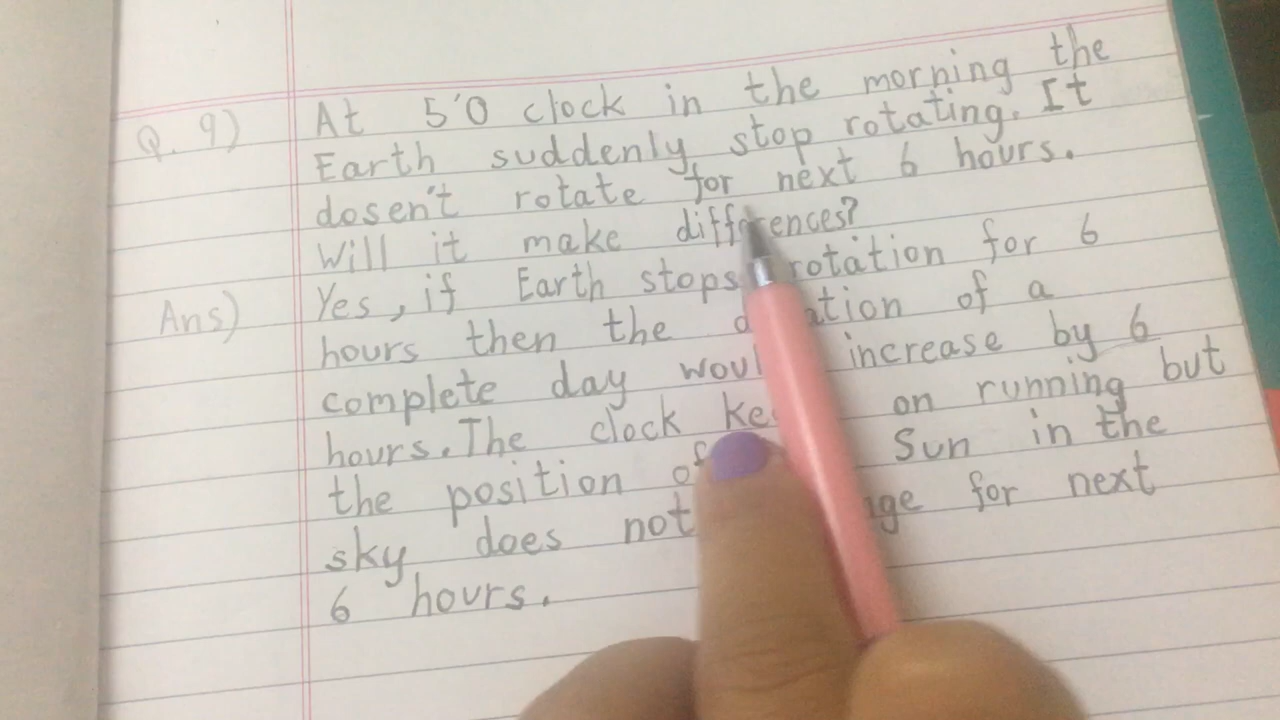 Q. 9) At 5'O clock in the morning the
Earth suddenly stop rotating. It
dosen't rotate for next 6 hours.
Will it make differences?
Ans) Yes, if Earth stops rotation for 6
hours then the of a
complete day increase by 6
hours. The clock on running but
the position of Sun in the
sky does not for next
6 hours.